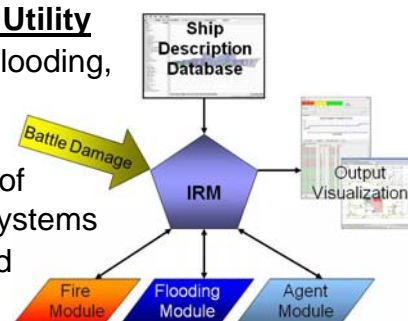 Utility
looding,
of
ystems
d
Ship
Description
Database
Battle Damage
IRM
Output
Visualization
Fire
Module
Flooding
Module
Agent
Module